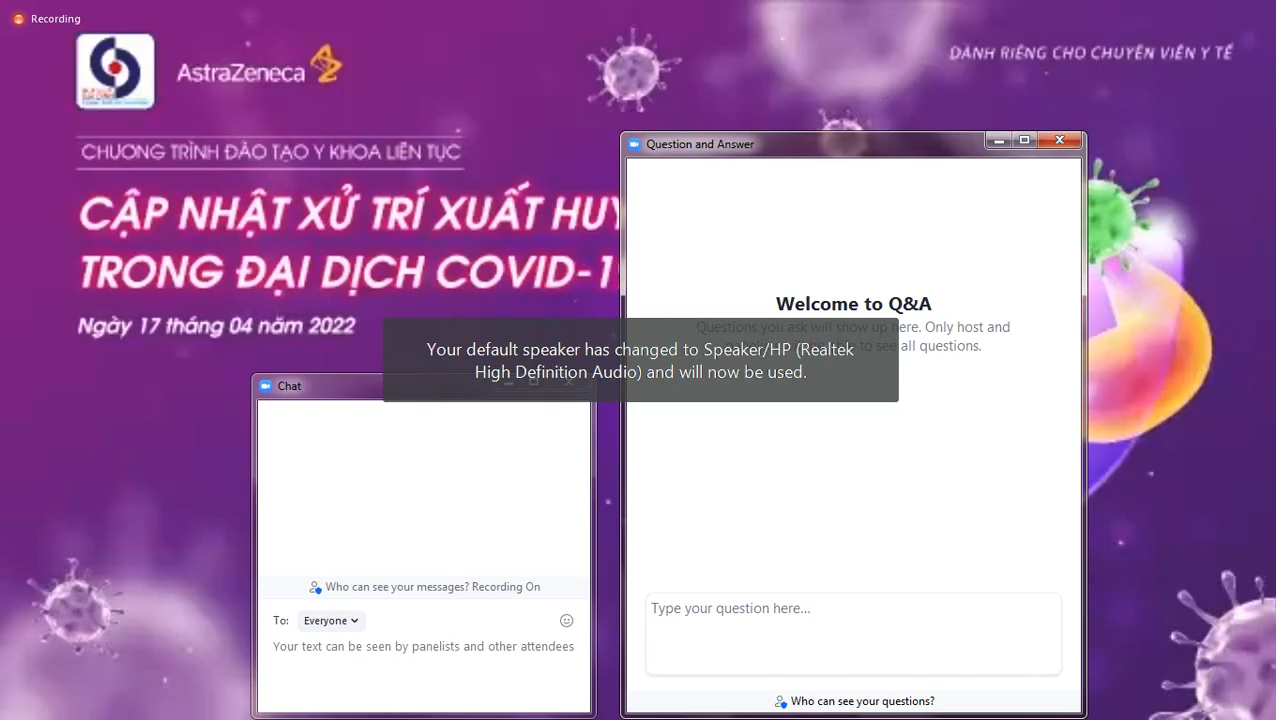 Recording
AstraZeneca
DÀNH RIÊNG CHO CHUYÊN VIÊN Y TẾ
CHƯƠNG TRÌNH ĐÀO TẠO Y KHOA LIÊN TỤC
CẬP NHẬT XỬ TRÍ XUẤT HUY
TRONG ĐẠI DỊCH COVID-1
Ngày 17 tháng 04 năm 2022
Question and Answer
Welcome to Q&A
Questions you ask will show up here. Only host and
to see all questions.
Your default speaker has changed to Speaker/HP (Realtek
High Definition Audio) and will now be used.
Chat
Who can see your messages? Recording On
To: Everyone
Your text can be seen by panelists and other attendees
Type your question here...
Who can see your questions?